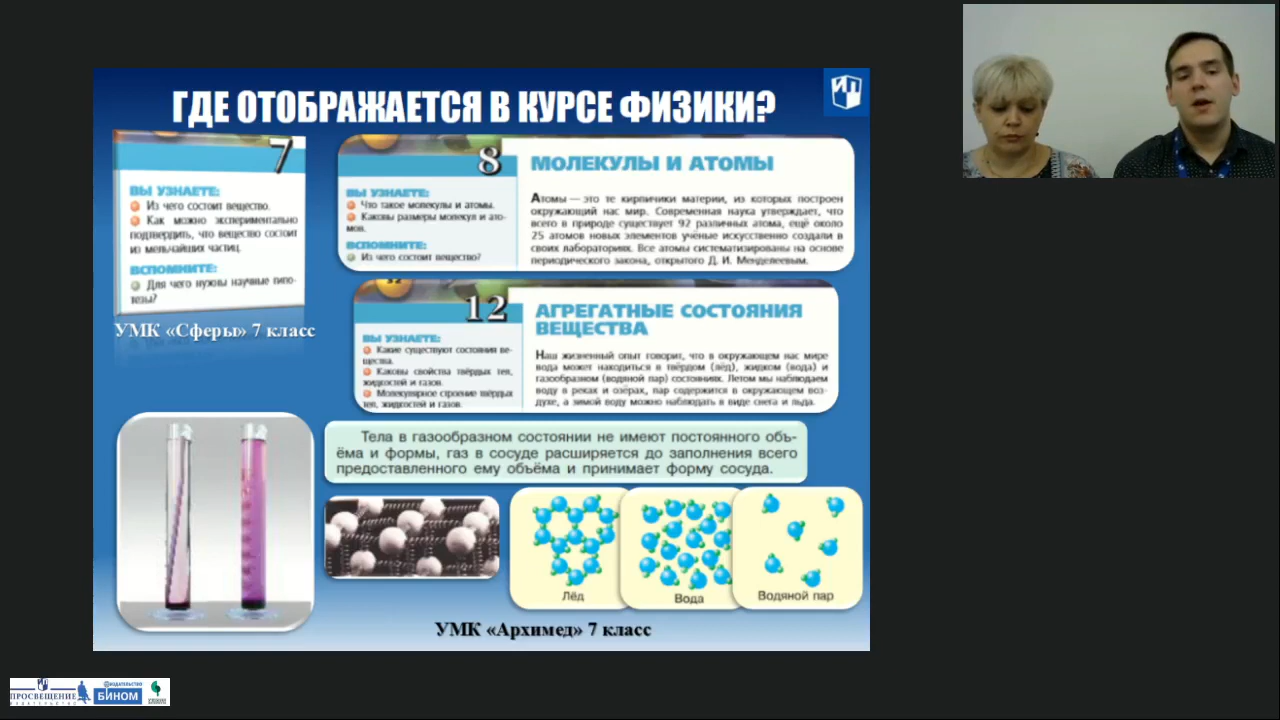 ГДЕ ОТОБРАЖАЕТСЯ В КУРСЕ ФИЗИКИ?
7
ВЫ УЗНАЕТЕ:
Из чего состоит вещество.
Как можно экспериментально
подтвердить, что вещество состоит
из мельчайших частиц.
ВСПОМНИТЕ:
Для чего нужны научные гипо-
тезы?
УМК «Сферы» 7 класс
8
ВЫ УЗНАЕТЕ:
Что такое молекулы и атомы.
Каковы размеры молекул и ато-
мов.
ВСПОМНИТЕ:
Из чего состоит вещество?
МОЛЕКУЛЫ И АТОМЫ
Атомы — это те кирпичики материи, из которых построен
окружающий нас мир. Современная наука утверждает, что
всего в природе существует 92 различных атома, ещё около
25 атомов новых элементов учёные искусственно создали в
своих лабораториях. Все атомы систематизированы на основе
периодического закона, открытого Д. И. Менделеевым.
12
ВЫ УЗНАЕТЕ:
Какие существуют состояния ве-
щества.
Каковы свойства твёрдых тел,
жидкостей и газов.
Молекулярное строение твёрдых
тел, жидкостей и газов.
АГРЕГАТНЫЕ СОСТОЯНИЯ
ВЕЩЕСТВА
Наш жизненный опыт говорит, что в окружающем нас мире
вода может находиться в твёрдом (лёд), жидком (вода) и
газообразном (водяной пар) состояниях. Летом мы наблюдаем
воду в реках и озёрах, пар содержится в окружающем воз-
духе, а зимой воду можно наблюдать в виде снега и льда.
Тела в газообразном состоянии не имеют постоянного объ-
ёма и формы, газ в сосуде расширяется до заполнения всего
предоставленного ему объёма и принимает форму сосуда.
Лёд
Вода
Водяной пар
УМК «Архимед» 7 класс
ПРОСВЕЩЕНИЕ
ИЗДАТЕЛЬСТВО
ИЗДАТЕЛЬСТВО
БИНОМ